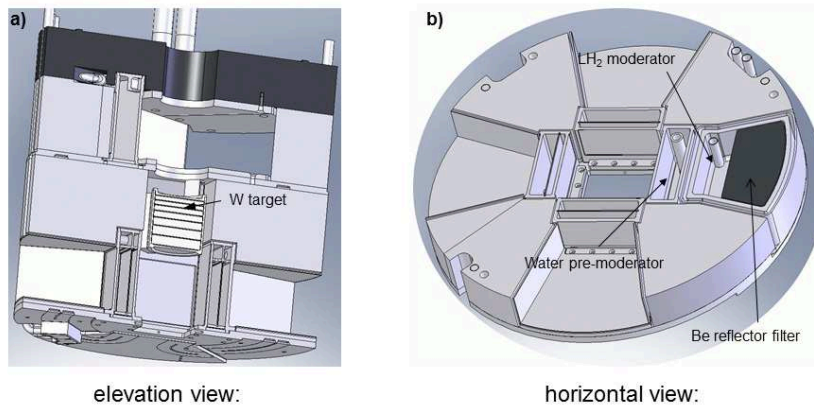 a)
W target
elevation view:
b)
LH₂ moderator
Water pre-moderator
Be reflector filter
horizontal view: